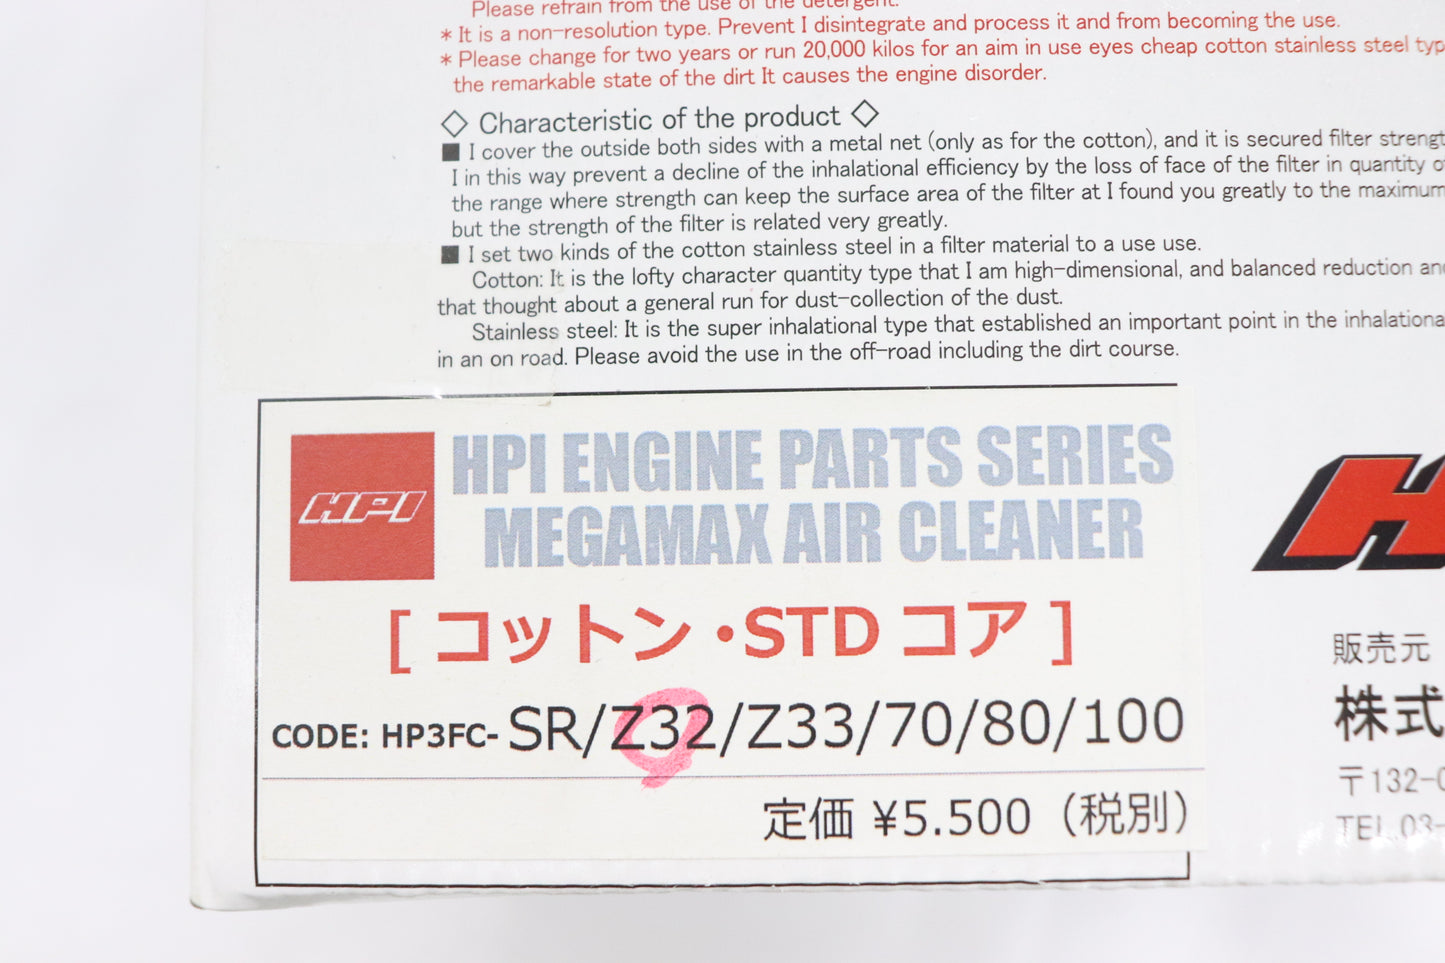 Please refrain from the use of the detergent.
* It is a non-resolution type. Prevent I disintegrate and process it and from becoming the use.
* Please change for two years or run 20,000 kilos for an aim in use eyes cheap cotton stainless steel
the remarkable state of the dirt It causes the engine disorder.
◇ Characteristic of the product ◇
■ I cover the outside both sides with a metal net (only as for the cotton), and it is secured filter
I in this way prevent a decline of the inhalational efficiency by the loss of face of the filter in quantity
the range where strength can keep the surface area of the filter at I found you greatly to the maximum
but the strength of the filter is related very greatly.
■ I set two kinds of the cotton stainless steel in a filter material to a use use.
Cotton: It is the lofty character quantity type that I am high-dimensional, and balanced reduction
that thought about a general run for dust-collection of the dust.
Stainless steel: It is the super inhalational type that established an important point in the
in an on road. Please avoid the use in the off-road including the dirt course.
HPI
HPI ENGINE PARTS SERIES
MEGAMAX AIR CLEANER
[ コットン・STD コア ]
CODE: HP3FC-SR/Z32/Z33/70/80/100
定価 ¥5.500（税別）
販売元
株式
〒132-
TEL.03-